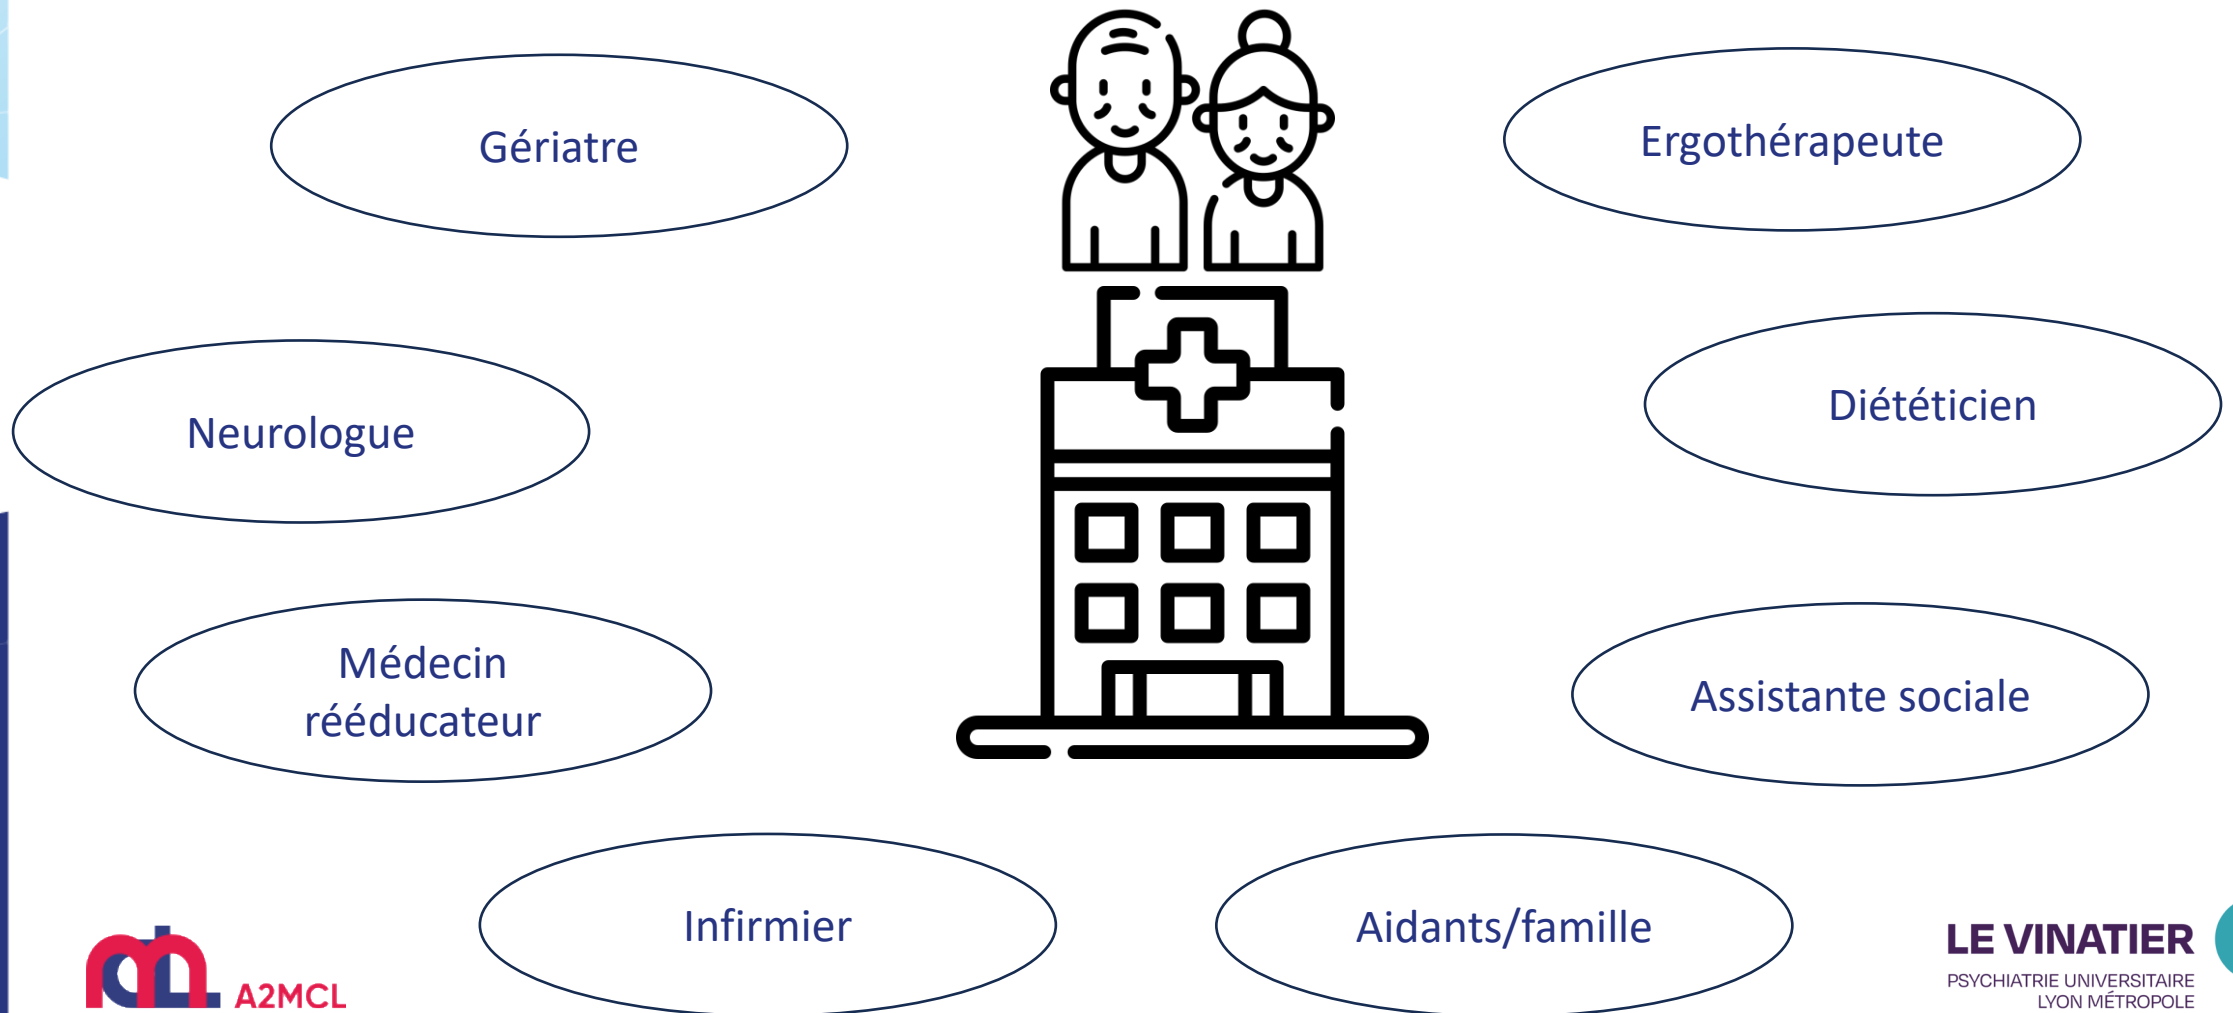 Gériatre
Ergothérapeute
Neurologue
Diététicien
Médecin
rééducateur
Assistante sociale
Infirmier
Aidants/famille
A2MCL
LE VINATIER
PSYCHIATRIE UNIVERSITAIRE
LYON MÉTROPOLE